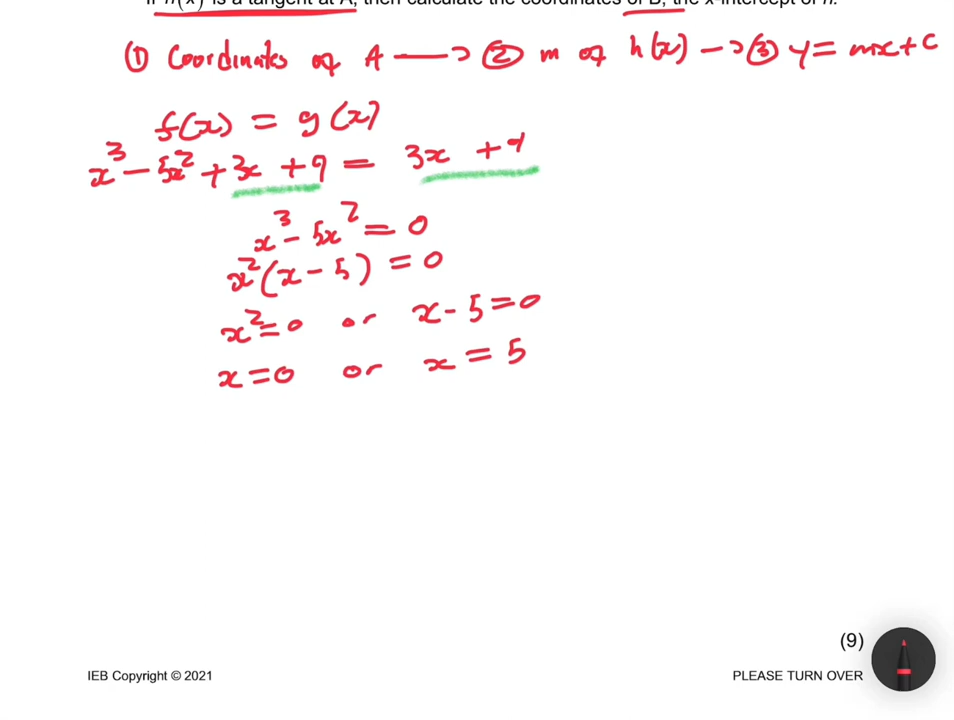 If h(x) is a tangent at A, then calculate the coordinates of B, the x-intercept of h.
① Coordinates of A ⟶ ② m of h(x) → ③ y = mx + c
f(x) = g(x)
x³ − 5x² + 3x + 9 = 3x + 9
x³ − 5x² = 0
x²(x − 5) = 0
x² = 0 or x − 5 = 0
x = 0 or x = 5
(9)
IEB Copyright © 2021
PLEASE TURN OVER